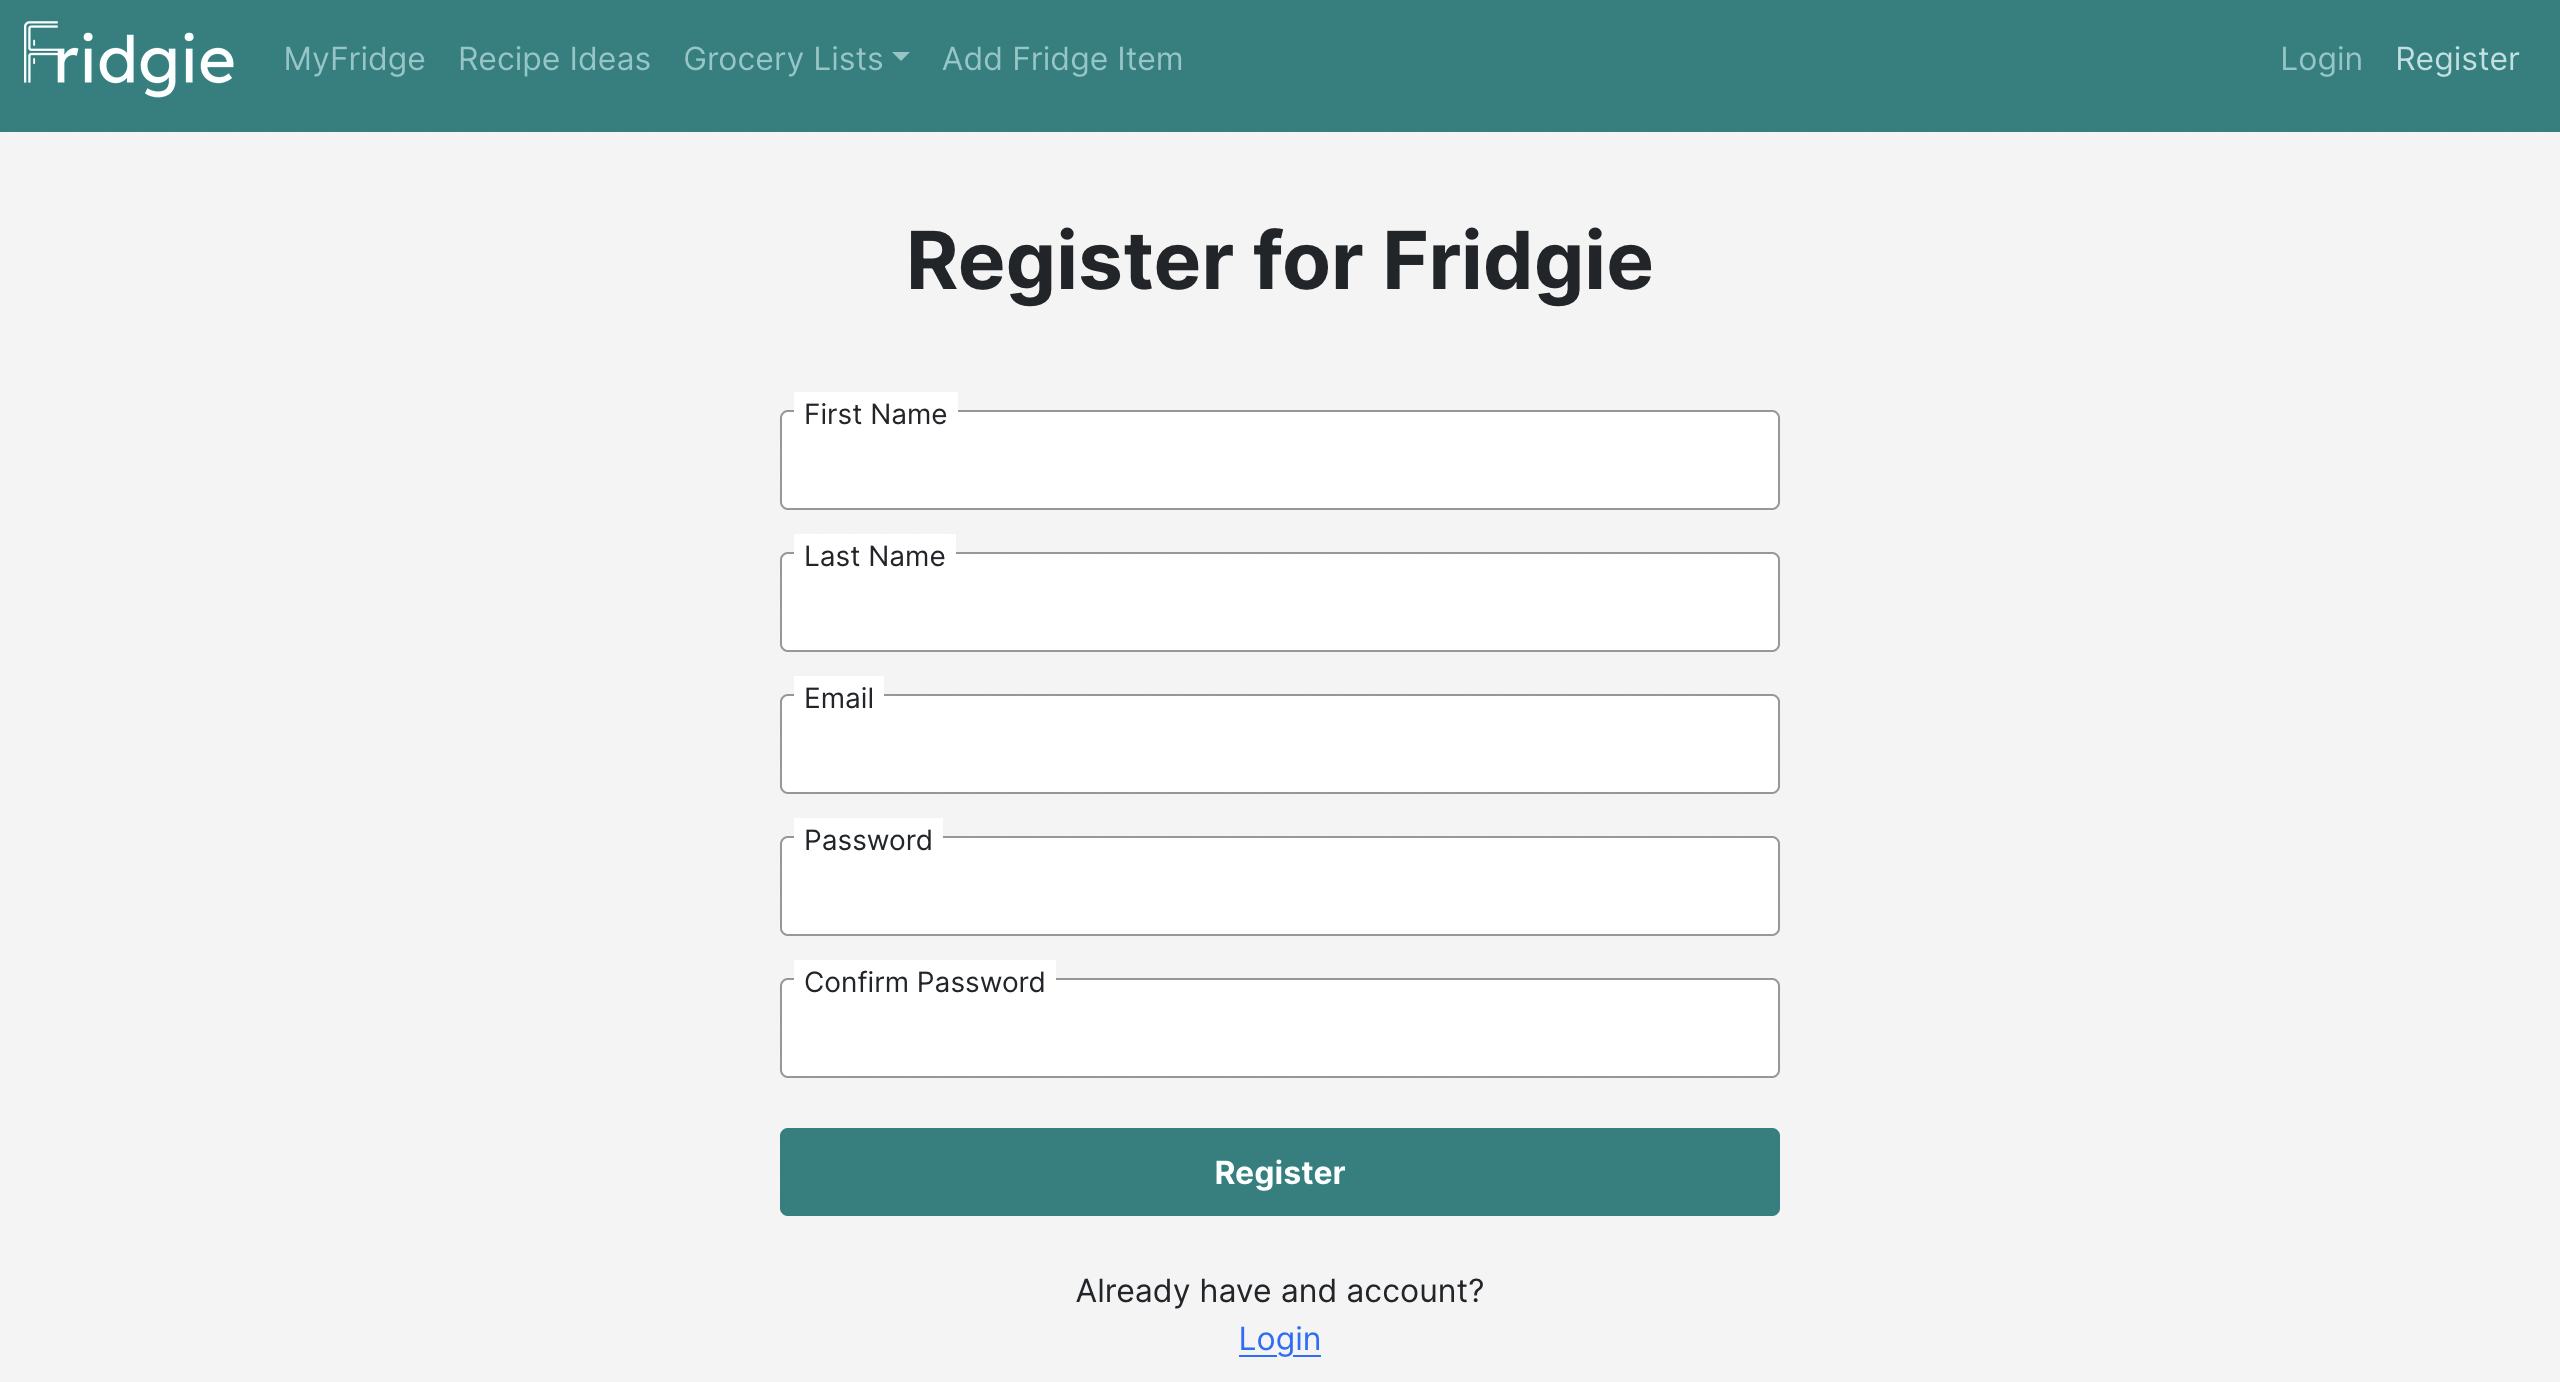 Fridgie MyFridge Recipe Ideas Grocery Lists Add Fridge Item Login Register
Register for Fridgie
First Name
Last Name
Email
Password
Confirm Password
Register
Already have and account?
Login